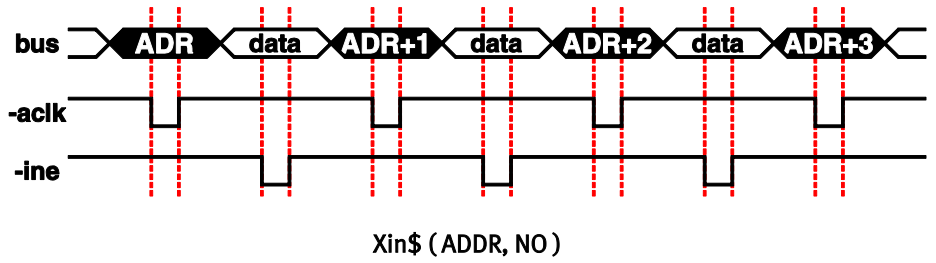 bus ADR data ADR+1 data ADR+2 data ADR+3
-aclk
-ine
Xin$ (ADDR, NO)